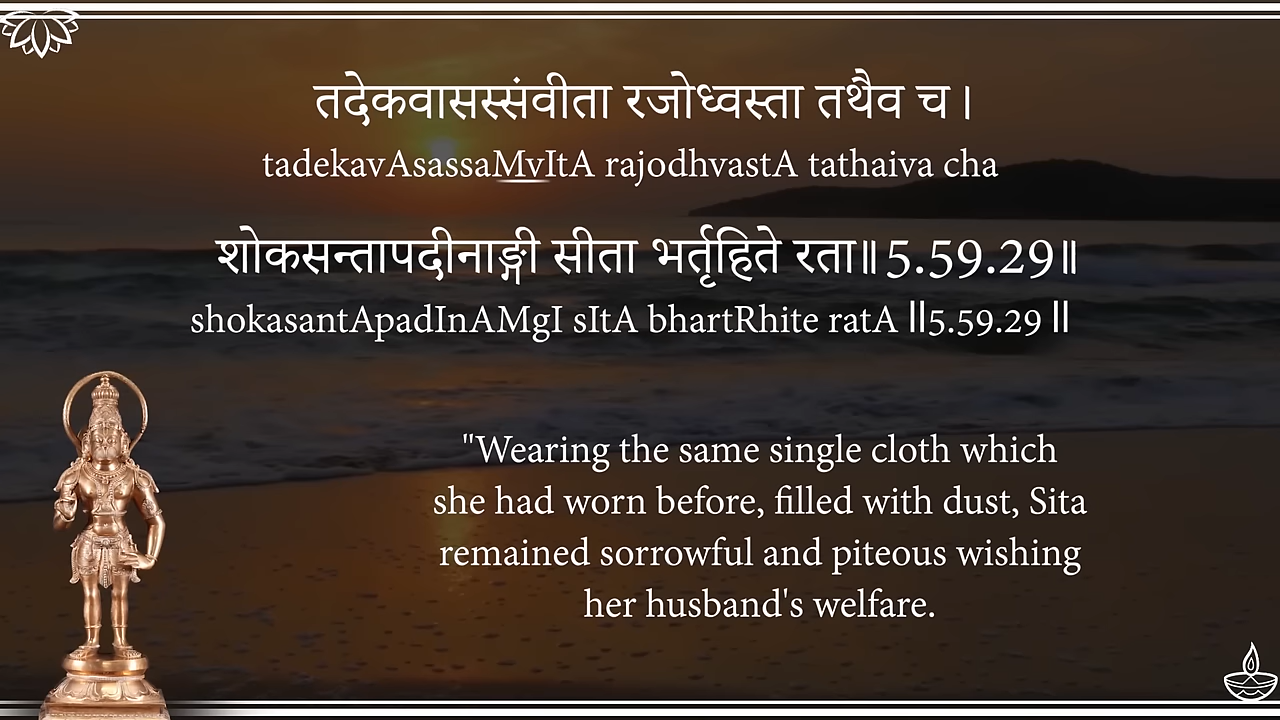 तदेकवासस्संवीता रजोध्वस्ता तथैव च।
tadekavAsassaMvItA rajodhvastA tathaiva cha
शोकसन्तापदीनाङ्गी सीता भर्तृहिते रता॥5.59.29॥
shokasantApadInAMgI sItA bhartRhite ratA ॥5.59.29 ॥
"Wearing the same single cloth which
she had worn before, filled with dust, Sita
remained sorrowful and piteous wishing
her husband's welfare.